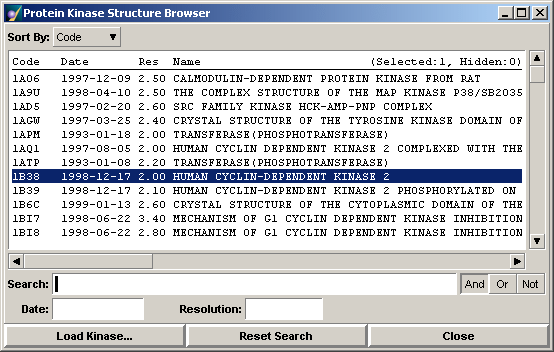 Protein Kinase Structure Browser
Sort By: Code
Code Date Res Name (Selected:1, Hidden:0)
1A06 1997-12-09 2.50 CALMODULIN-DEPENDENT PROTEIN KINASE FROM RAT
1A9U 1998-04-10 2.50 THE COMPLEX STRUCTURE OF THE MAP KINASE P38/SB2035
1AD5 1997-02-20 2.60 SRC FAMILY KINASE HCK-AMP-PNP COMPLEX
1AGW 1997-03-25 2.40 CRYSTAL STRUCTURE OF THE TYROSINE KINASE DOMAIN OF
1APM 1993-01-18 2.00 TRANSFERASE(PHOSPHOTRANSFERASE)
1AQ1 1997-08-05 2.00 HUMAN CYCLIN DEPENDENT KINASE 2 COMPLEXED WITH THE
1ATP 1993-01-08 2.20 TRANSFERASE(PHOSPHOTRANSFERASE)
1B38 1998-12-17 2.00 HUMAN CYCLIN-DEPENDENT KINASE 2
1B39 1998-12-17 2.10 HUMAN CYCLIN-DEPENDENT KINASE 2 PHOSPHORYLATED ON
1B6C 1999-01-13 2.60 CRYSTAL STRUCTURE OF THE CYTOPLASMIC DOMAIN OF THE
1BI7 1998-06-22 3.40 MECHANISM OF G1 CYCLIN DEPENDENT KINASE INHIBITION
1BI8 1998-06-22 2.80 MECHANISM OF G1 CYCLIN DEPENDENT KINASE INHIBITION
Search: And Or Not
Date: Resolution:
Load Kinase... Reset Search Close